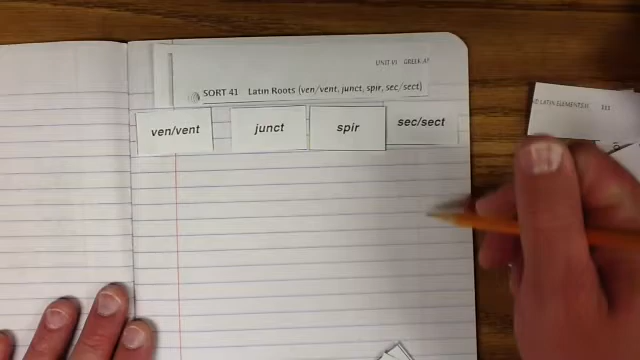 UNIT VI GREEK A
SORT 41 Latin Roots (ven/vent, junct, spir, sec/sect)
ven/vent junct spir sec/sect
LATIN ELEMENTS